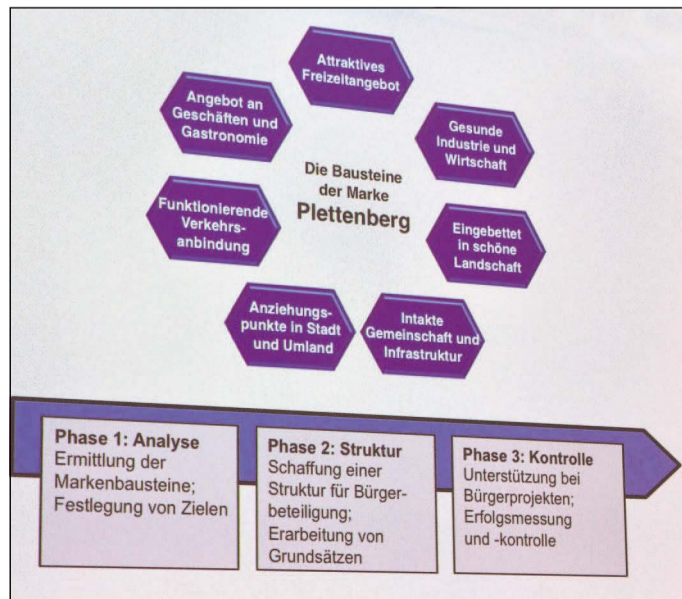 Attraktives
Freizeitangebot
Angebot an
Geschäften und
Gastronomie
Gesunde
Industrie und
Wirtschaft
Die Bausteine
der Marke
Plettenberg
Funktionierende
Verkehrs-
anbindung
Eingebettet
in schöne
Landschaft
Anziehungs-
punkte in Stadt
und Umland
Intakte
Gemeinschaft und
Infrastruktur
Phase 1: Analyse
Ermittlung der
Markenbausteine;
Festlegung von Zielen
Phase 2: Struktur
Schaffung einer
Struktur für Bürger-
beteiligung;
Erarbeitung von
Grundsätzen
Phase 3: Kontrolle
Unterstützung bei
Bürgerprojekten;
Erfolgsmessung
und -kontrolle